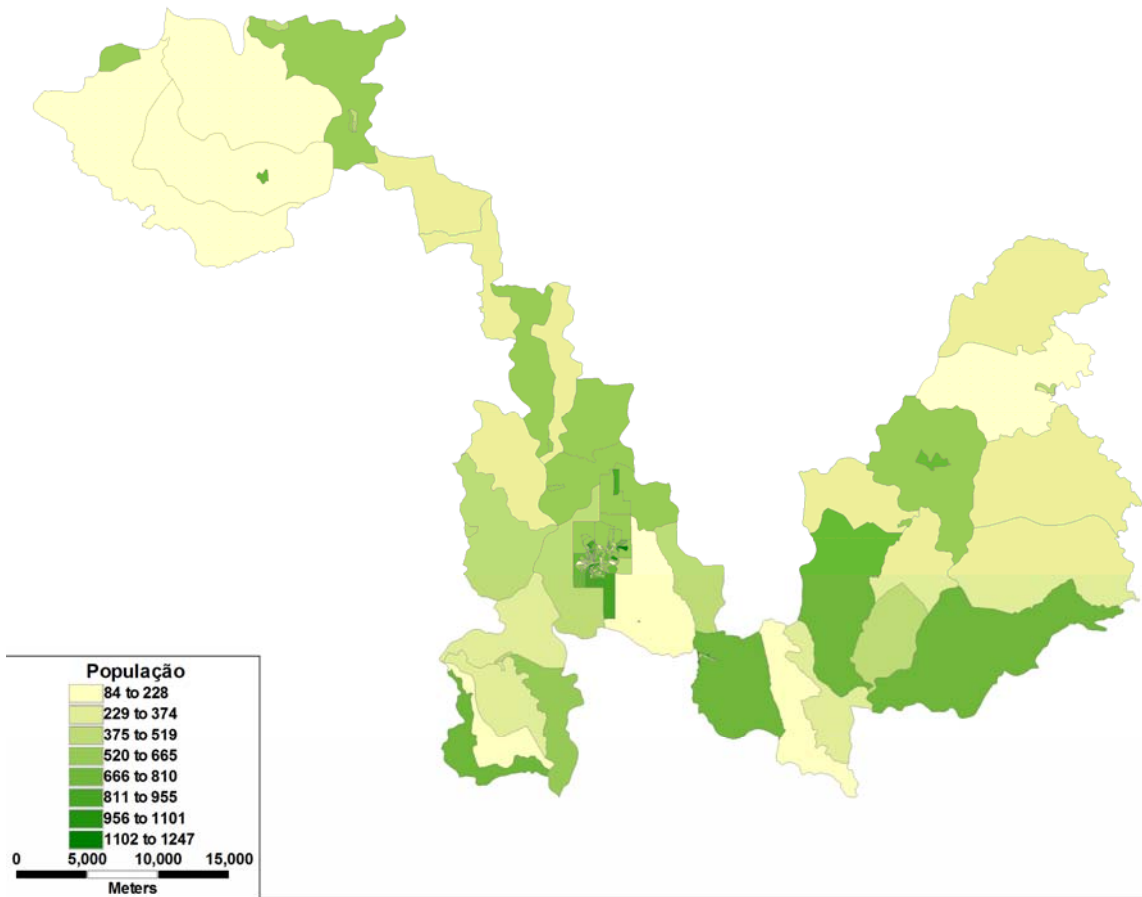 População
84 to 228
229 to 374
375 to 519
520 to 665
666 to 810
811 to 955
956 to 1101
1102 to 1247
0 5,000 10,000 15,000
Meters